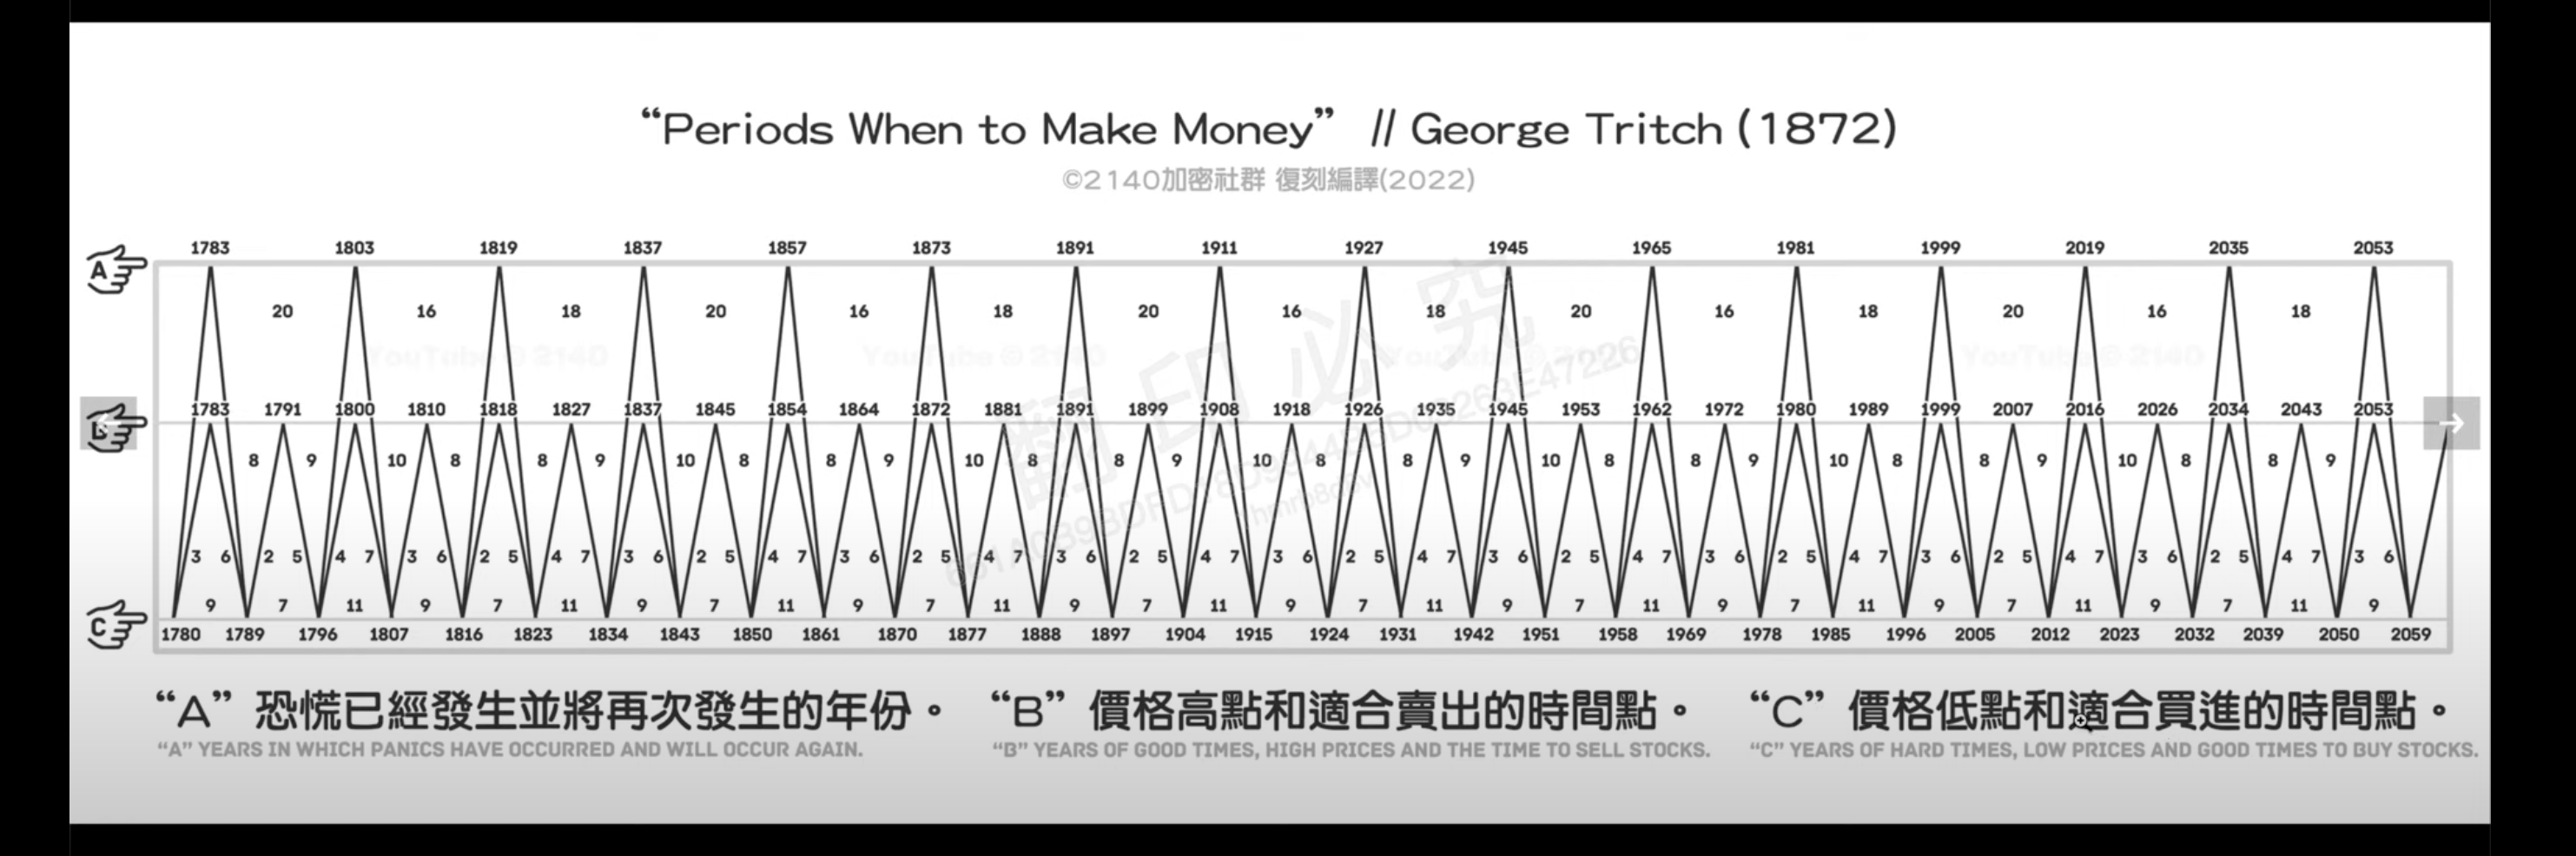 “Periods When to Make Money” // George Tritch (1872)
©2140加密社群 復刻編譯(2022)
1783 1803 1819 1837 1857 1873 1891 1911 1927 1945 1965 1981 1999 2019 2035 2053
A
20 16 18 20 16 18 20 16 18 20 16 18 20 16 18
YouTube © 2140 YouTube © 2140 YouTube © 2140 YouTube © 2140
翻印必究
1783 1791 1800 1810 1818 1827 1837 1845 1854 1864 1872 1881 1891 1899 1908 1918 1926 1935 1945 1953 1962 1972 1980 1989 1999 2007 2016 2026 2034 2043 2053
B
8 9 10 8 8 9 10 8 8 9 10 8 8 9 10 8 8 9 10 8 8 9 10 8 8 9 10 8 8 9
3 6 2 5 4 7 3 6 2 5 4 7 3 6 2 5 4 7 3 6 2 5 4 7 3 6 2 5 4 7 3 6 2 5 4 7 3 6 2 5 4 7 3 6 2 5 4 7 3 6 2 5 4 7 3 6 2 5 4 7 3 6
9 7 11 9 7 11 9 7 11 9 7 11 9 7 11 9 7 11 9 7 11 9 7 11 9 7 11 9 7 11 9
C
1780 1789 1796 1807 1816 1823 1834 1843 1850 1861 1870 1877 1888 1897 1904 1915 1924 1931 1942 1951 1958 1969 1978 1985 1996 2005 2012 2023 2032 2039 2050 2059
“A” 恐慌已經發生並將再次發生的年份。 “B” 價格高點和適合賣出的時間點。 “C” 價格低點和適合買進的時間點。
“A” YEARS IN WHICH PANICS HAVE OCCURRED AND WILL OCCUR AGAIN. “B” YEARS OF GOOD TIMES, HIGH PRICES AND THE TIME TO SELL STOCKS. “C” YEARS OF HARD TIMES, LOW PRICES AND GOOD TIMES TO BUY STOCKS.